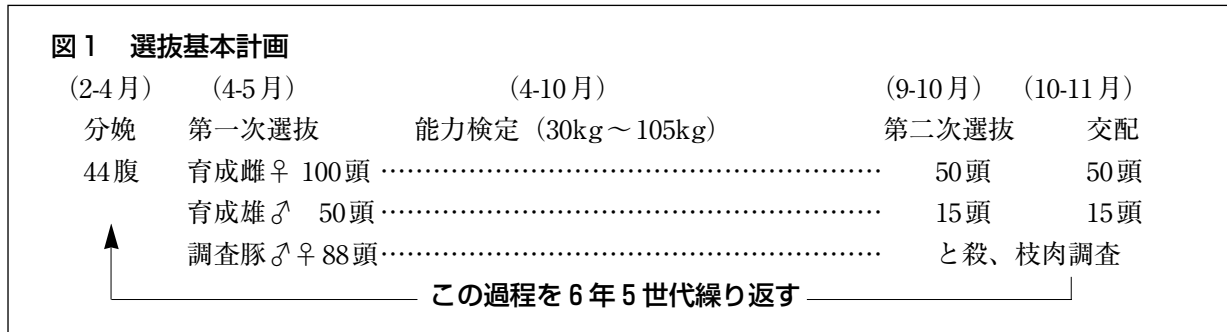 図1 選抜基本計画
(2-4月) (4-5月) (4-10月) (9-10月) (10-11月)
分娩 第一次選抜 能力検定(30kg~105kg) 第二次選抜 交配
44腹 育成雌♀ 100頭 …………………………………………………… 50頭 50頭
育成雄♂ 50頭 …………………………………………………… 15頭 15頭
調査豚♂♀88頭 …………………………………………………… と殺、枝肉調査
この過程を6年5世代繰り返す